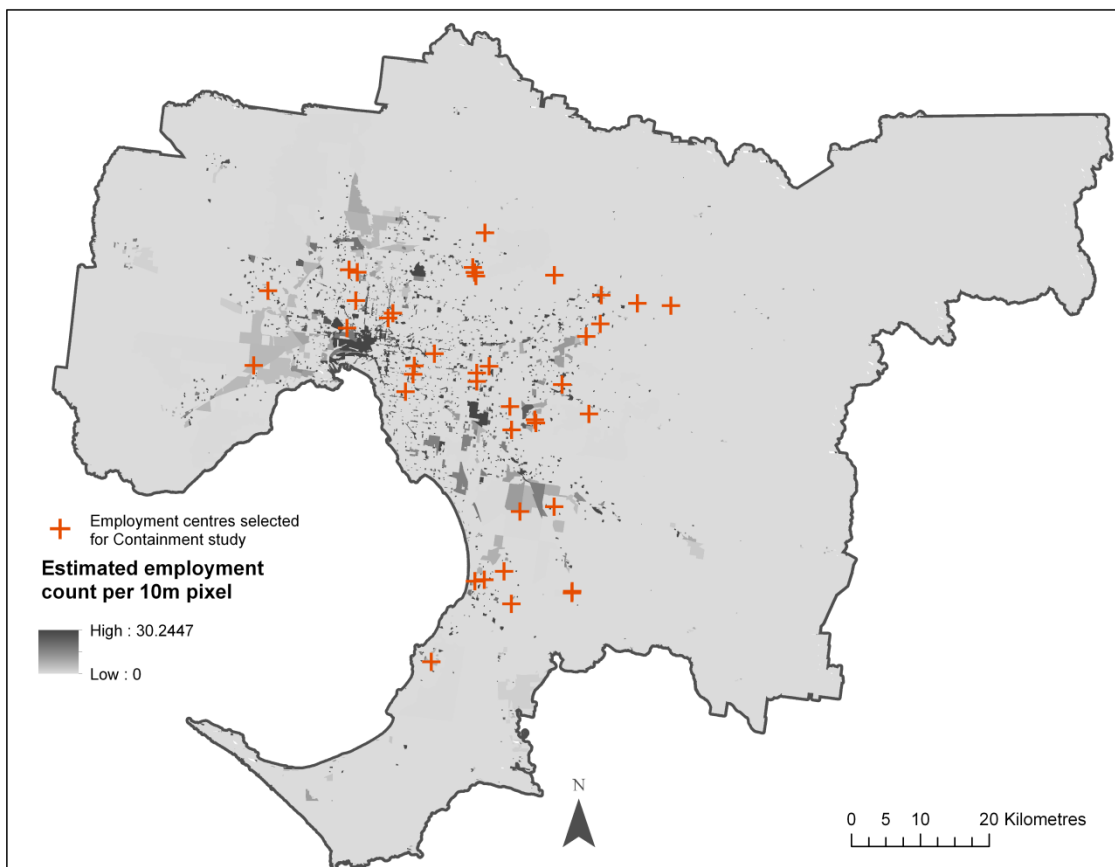 Employment centres selected
for Containment study
Estimated employment
count per 10m pixel
High : 30.2447
Low : 0
N
0 5 10 20 Kilometres